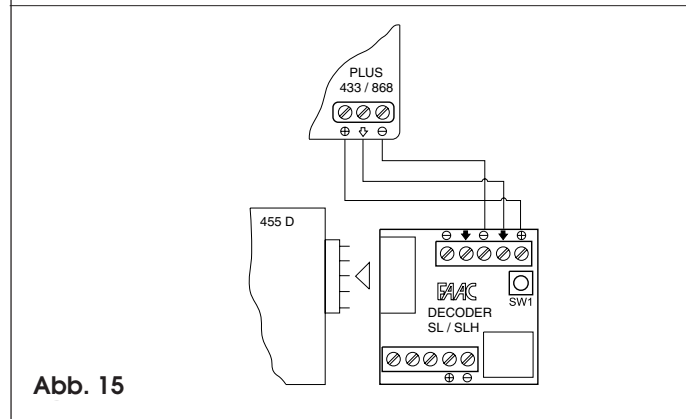 PLUS
433 / 868
455 D
FAAC
DECODER
SL / SLH
SW1
Abb. 15